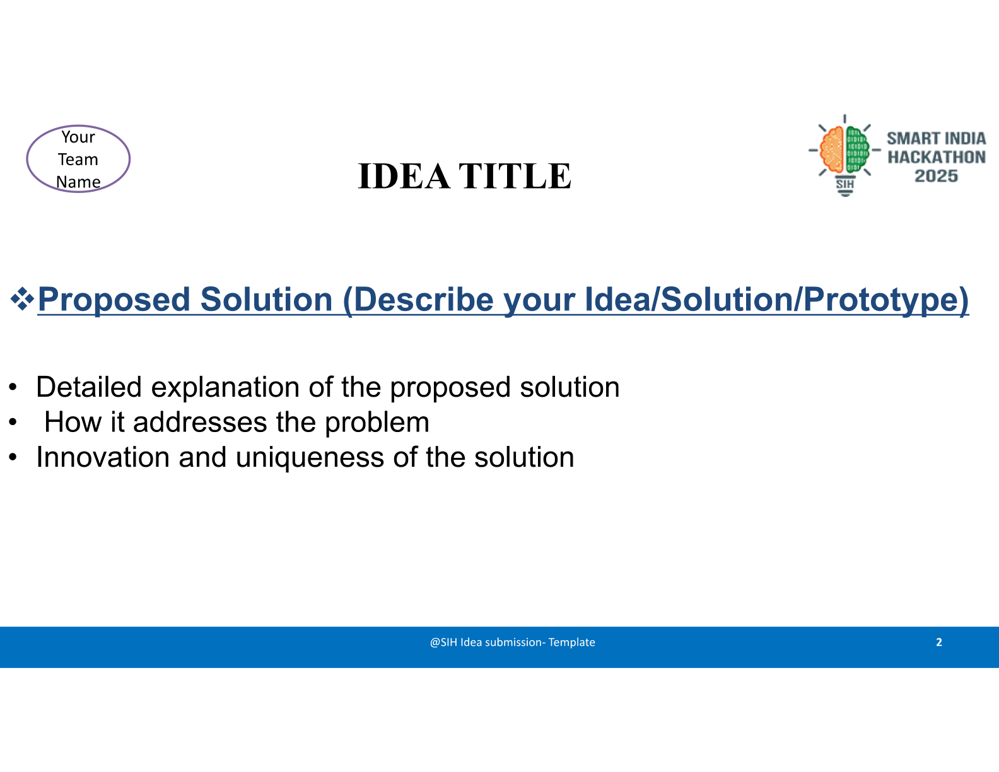 Your
Team
Name
IDEA TITLE
SMART INDIA
HACKATHON
2025
SIH
❖Proposed Solution (Describe your Idea/Solution/Prototype)
• Detailed explanation of the proposed solution
• How it addresses the problem
• Innovation and uniqueness of the solution
@SIH Idea submission- Template
2